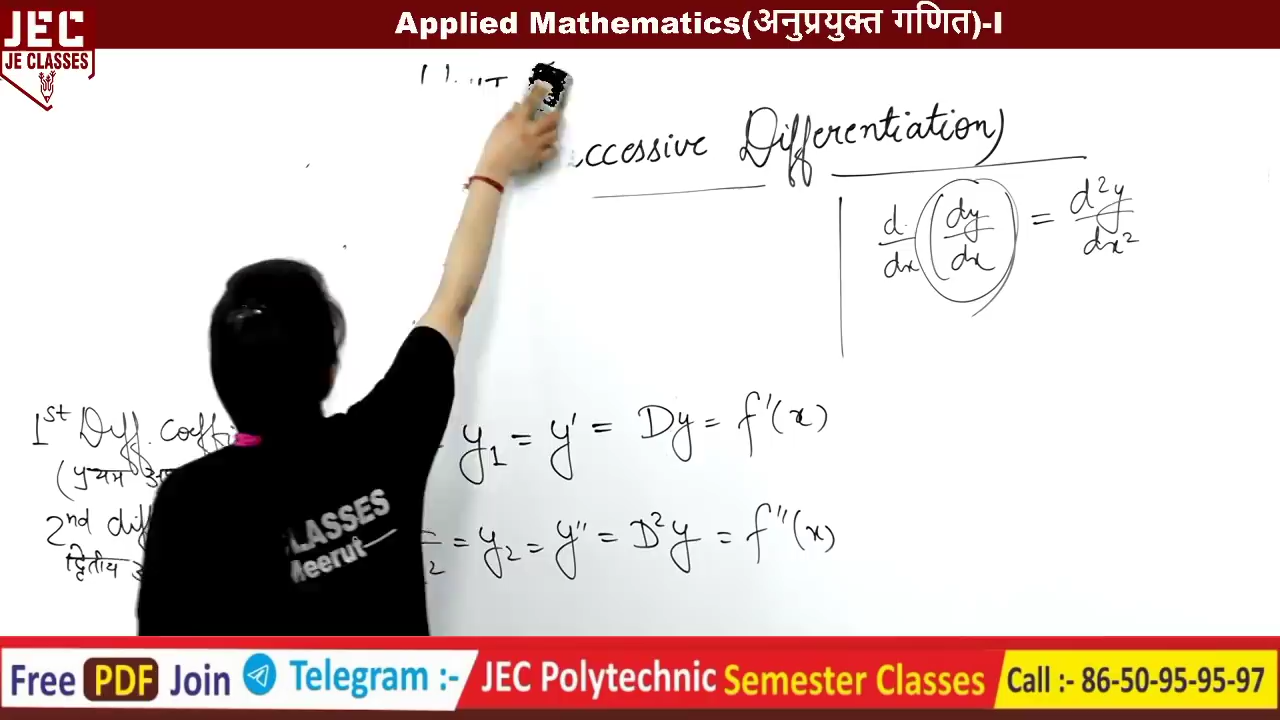 JEC
JE CLASSES
Applied Mathematics(अनुप्रयुक्त गणित)-I
ccessive Differentiation)
d/dx (dy/dx) = d²y/dx²
1st Diff. coeffi
= y₁ = y' = Dy = f'(x)
(प्रथम
2nd diff
= y₂ = y'' = D²y = f''(x)
द्वितीय
CLASSES
Meerut
Free PDF Join Telegram :- JEC Polytechnic Semester Classes Call :- 86-50-95-95-97